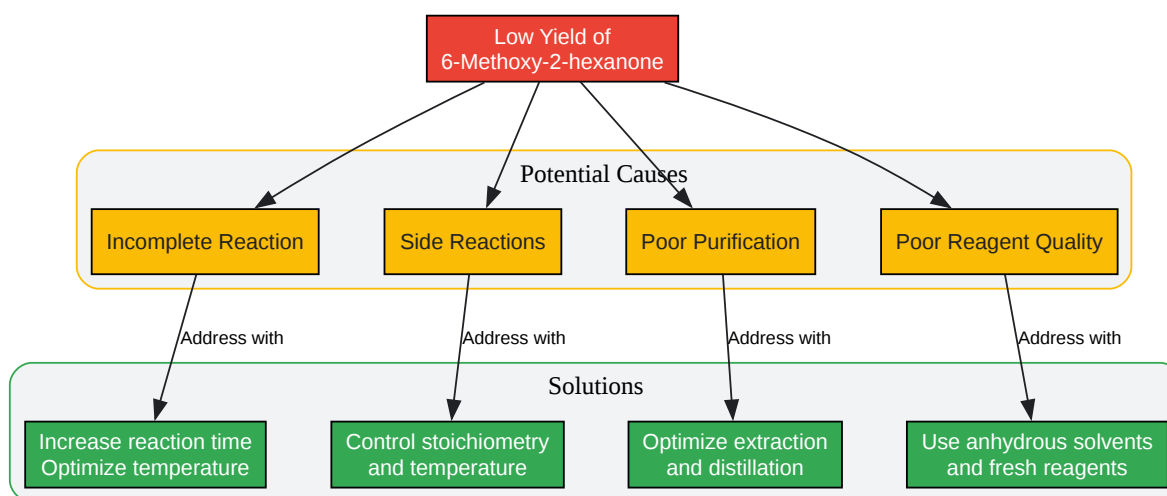 Low Yield of
6-Methoxy-2-hexanone
Potential Causes
Incomplete Reaction
Side Reactions
Poor Purification
Poor Reagent Quality
Address with
Address with
Address with
Address with
Solutions
Increase reaction time
Optimize temperature
Control stoichiometry
and temperature
Optimize extraction
and distillation
Use anhydrous solvents
and fresh reagents